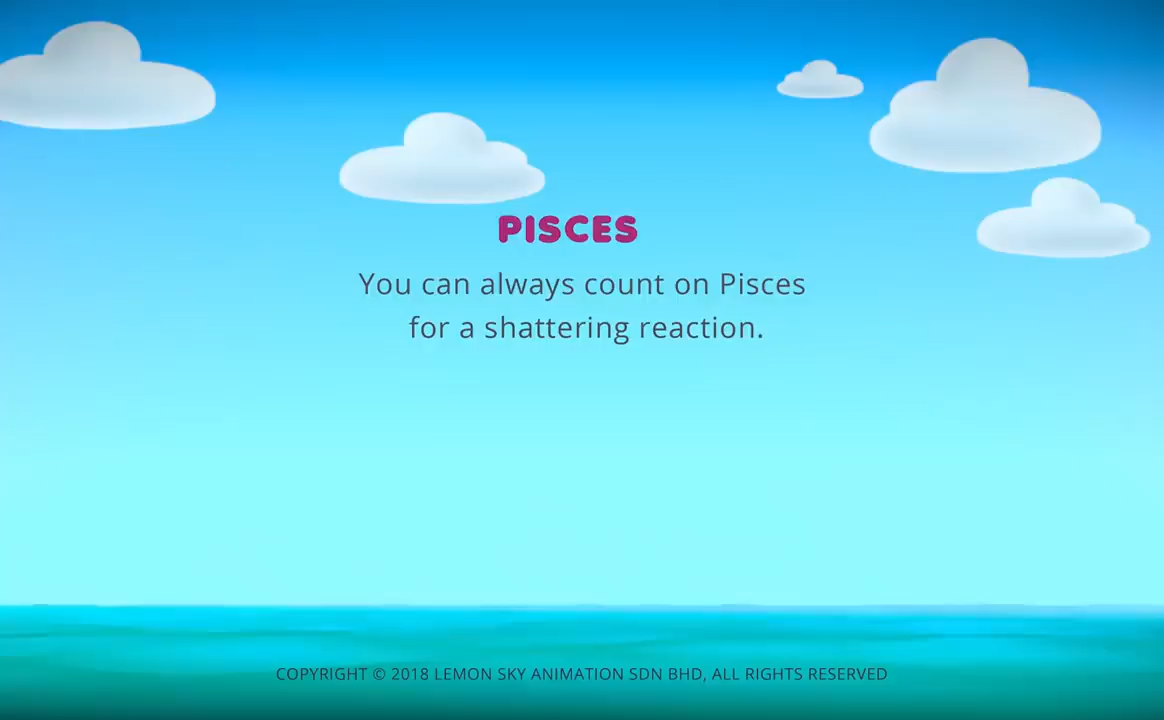 PISCES
You can always count on Pisces
for a shattering reaction.
COPYRIGHT © 2018 LEMON SKY ANIMATION SDN BHD, ALL RIGHTS RESERVED